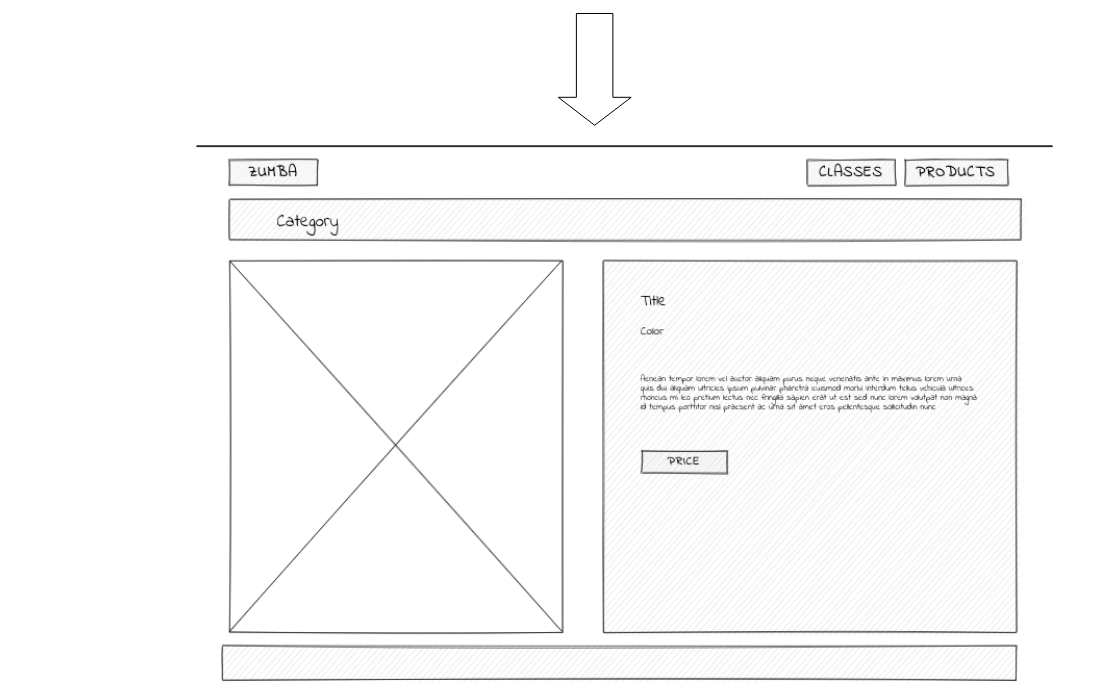 ZUMBA
CLASSES
PRODUCTS
Category
Title
Color
Aenean tempor lorem vel auctor aliquam purus neque venenatis ante in maximus lorem urna
quis dui aliquam ultricies ipsum pulvinar pharetra euismod morbi interdum tellus vehicula ultrices
rhoncus mi leo pretium lectus nec fringilla sapien erat ut est sed nunc lorem volutpat non magna
id tempus porttitor nisl praesent ac urna sit amet eros pellentesque sollicitudin nunc
PRICE